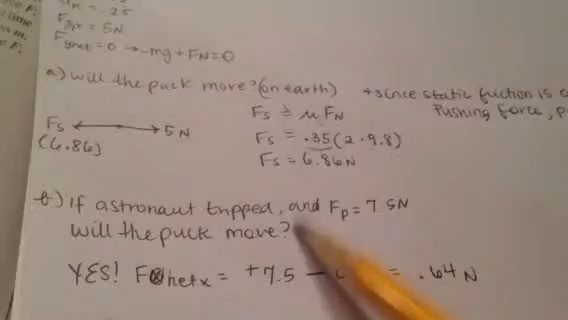 = .25
= 5N
Fynet = 0 → -mg + FN = 0
a) will the puck move? (on earth)
* since static friction is
pushing force,
Fs ≥ μ FN
Fs 5N
(6.86)
Fs = .35(2 · 9.8)
Fs = 6.86N
b) If astronaut tripped, and Fp = 7.5N
will the puck move?
YES! Fnetx = +7.5 - = .64 N